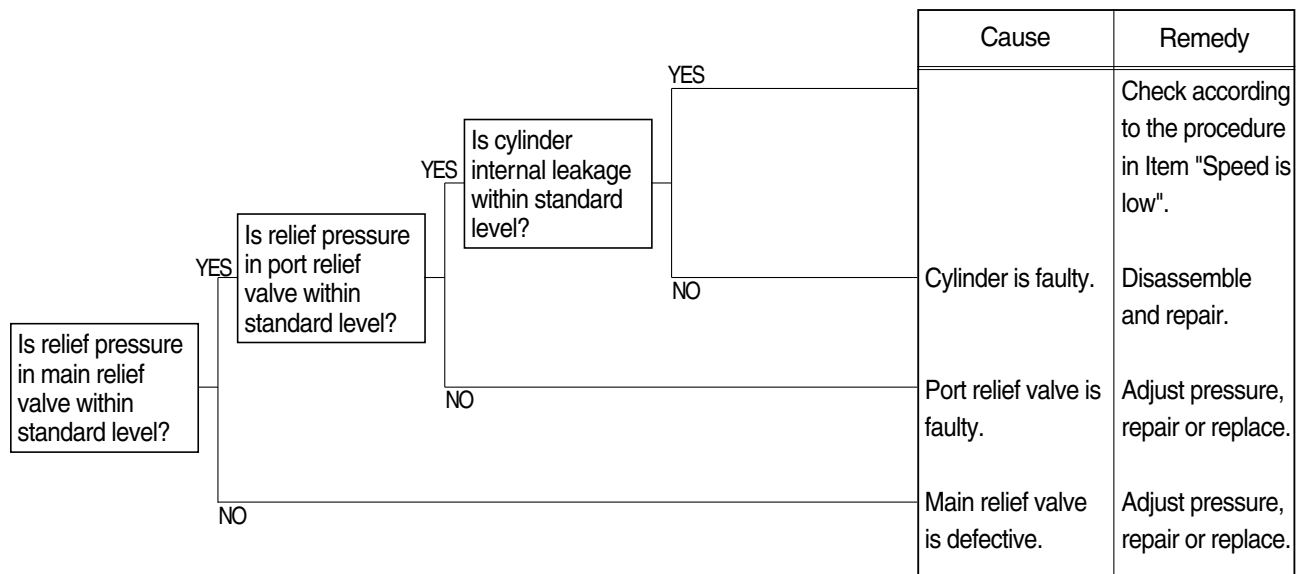 Is relief pressure
in main relief
valve within
standard level?
YES
NO
Is relief pressure
in port relief
valve within
standard level?
YES
NO
Is cylinder
internal leakage
within standard
level?
YES
NO
Cause
Remedy
Check according
to the procedure
in Item "Speed is
low".
Cylinder is faulty.
Disassemble
and repair.
Port relief valve is
faulty.
Adjust pressure,
repair or replace.
Main relief valve
is defective.
Adjust pressure,
repair or replace.